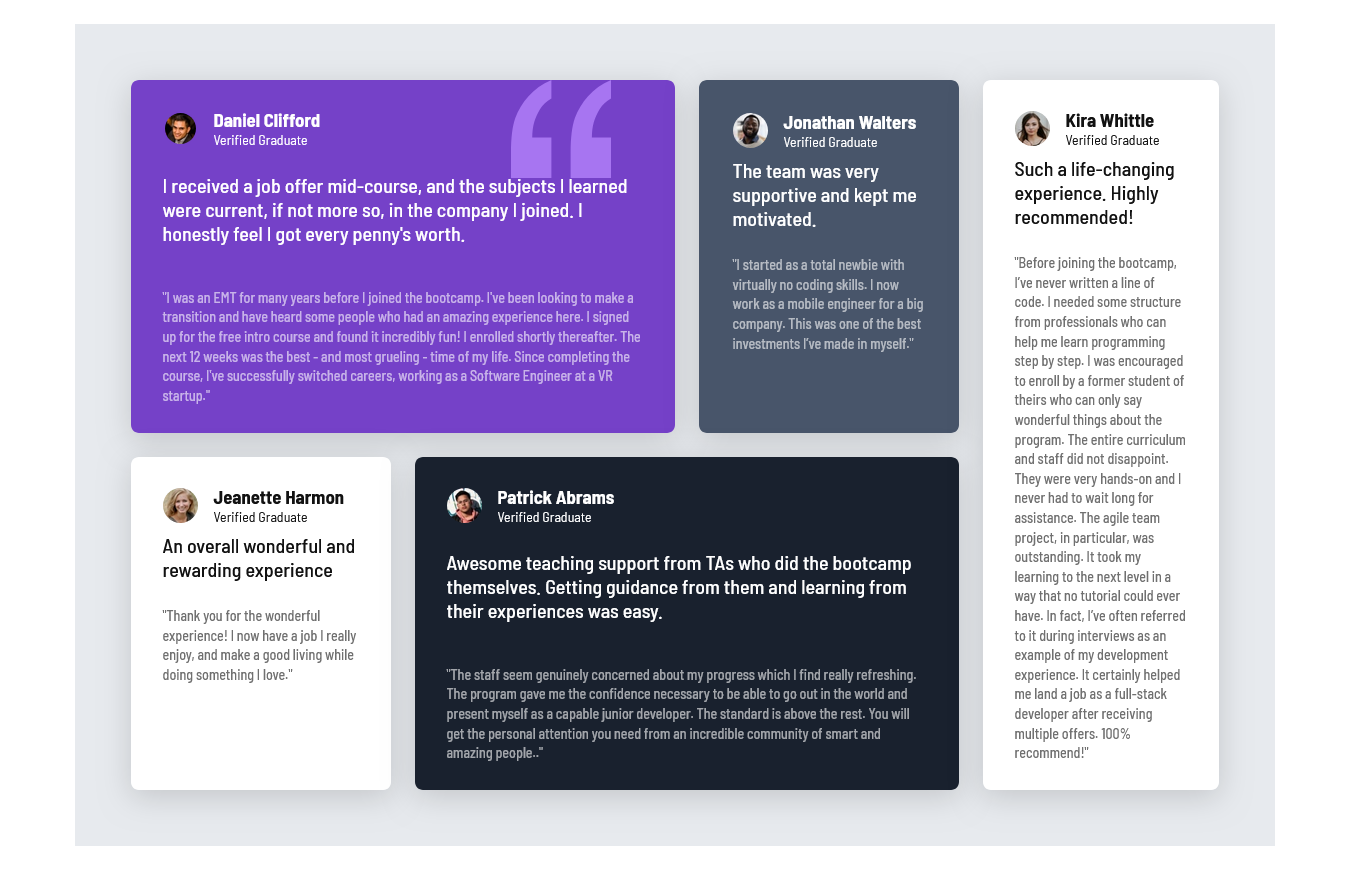 Daniel Clifford
Verified Graduate
I received a job offer mid-course, and the subjects I learned
were current, if not more so, in the company I joined. I
honestly feel I got every penny's worth.
"I was an EMT for many years before I joined the bootcamp. I've been looking to make a
transition and have heard some people who had an amazing experience here. I signed
up for the free intro course and found it incredibly fun! I enrolled shortly thereafter. The
next 12 weeks was the best - and most grueling - time of my life. Since completing the
course, I've successfully switched careers, working as a Software Engineer at a VR
startup."
Jonathan Walters
Verified Graduate
The team was very
supportive and kept me
motivated.
"I started as a total newbie with
virtually no coding skills. I now
work as a mobile engineer for a big
company. This was one of the best
investments I’ve made in myself."
Kira Whittle
Verified Graduate
Such a life-changing
experience. Highly
recommended!
"Before joining the bootcamp,
I’ve never written a line of
code. I needed some structure
from professionals who can
help me learn programming
step by step. I was encouraged
to enroll by a former student of
theirs who can only say
wonderful things about the
program. The entire curriculum
and staff did not disappoint.
They were very hands-on and I
never had to wait long for
assistance. The agile team
project, in particular, was
outstanding. It took my
learning to the next level in a
way that no tutorial could ever
have. In fact, I’ve often referred
to it during interviews as an
example of my development
experience. It certainly helped
me land a job as a full-stack
developer after receiving
multiple offers. 100%
recommend!"
Jeanette Harmon
Verified Graduate
An overall wonderful and
rewarding experience
"Thank you for the wonderful
experience! I now have a job I really
enjoy, and make a good living while
doing something I love."
Patrick Abrams
Verified Graduate
Awesome teaching support from TAs who did the bootcamp
themselves. Getting guidance from them and learning from
their experiences was easy.
"The staff seem genuinely concerned about my progress which I find really refreshing.
The program gave me the confidence necessary to be able to go out in the world and
present myself as a capable junior developer. The standard is above the rest. You will
get the personal attention you need from an incredible community of smart and
amazing people.."